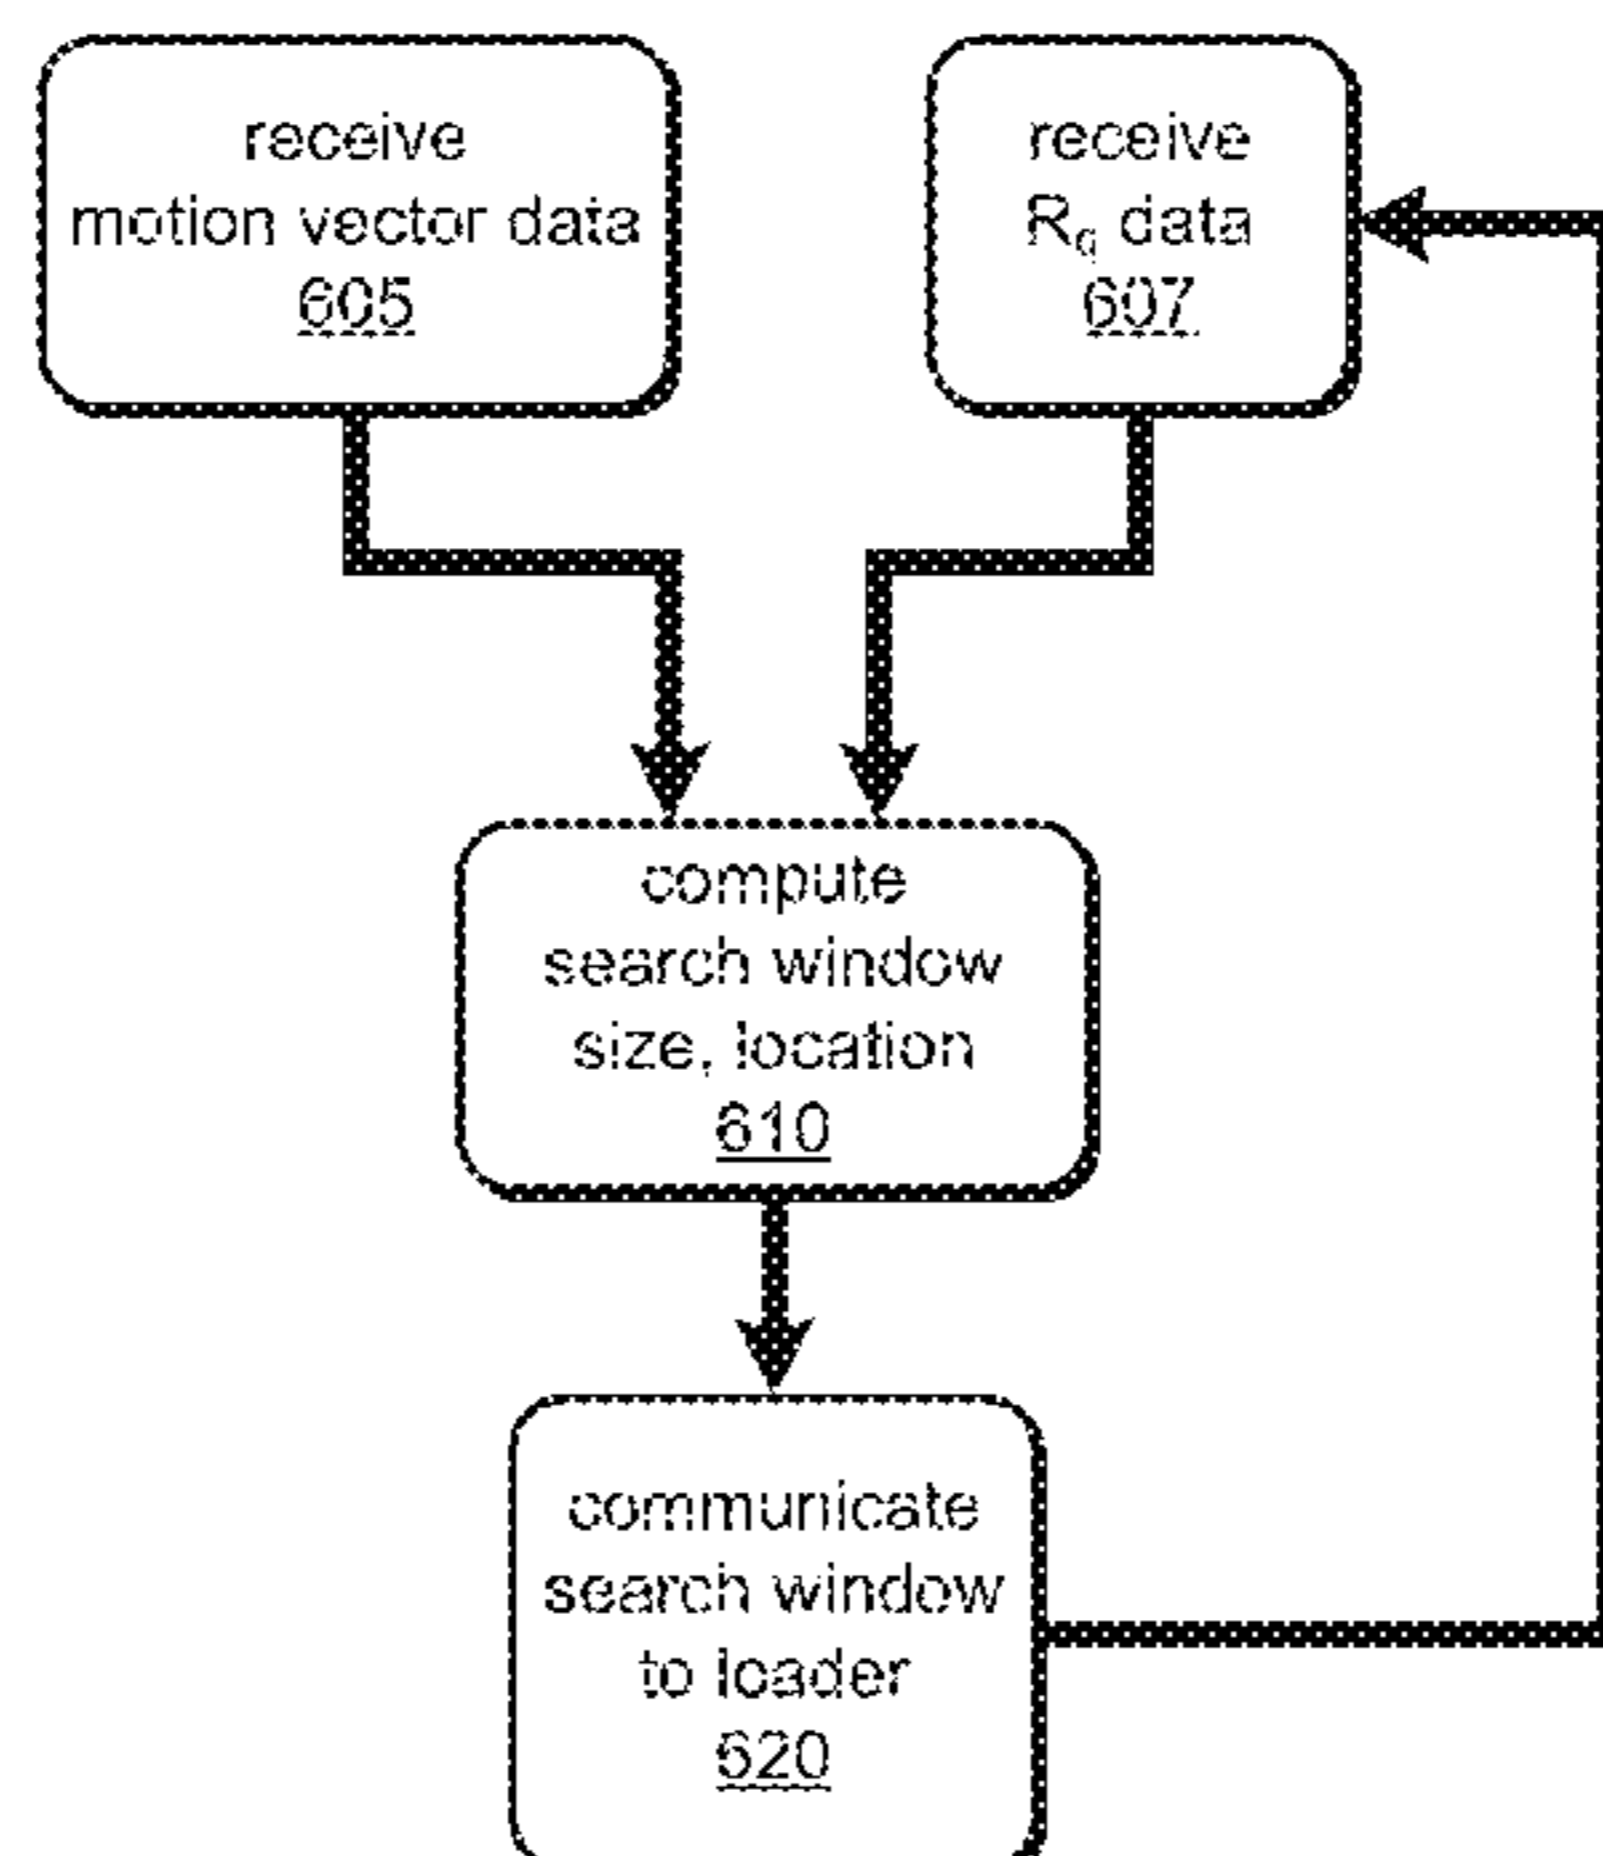 receive
motion vector data
605
receive
Rq data
607
compute
search window
size, location
610
communicate
search window
to loader
620